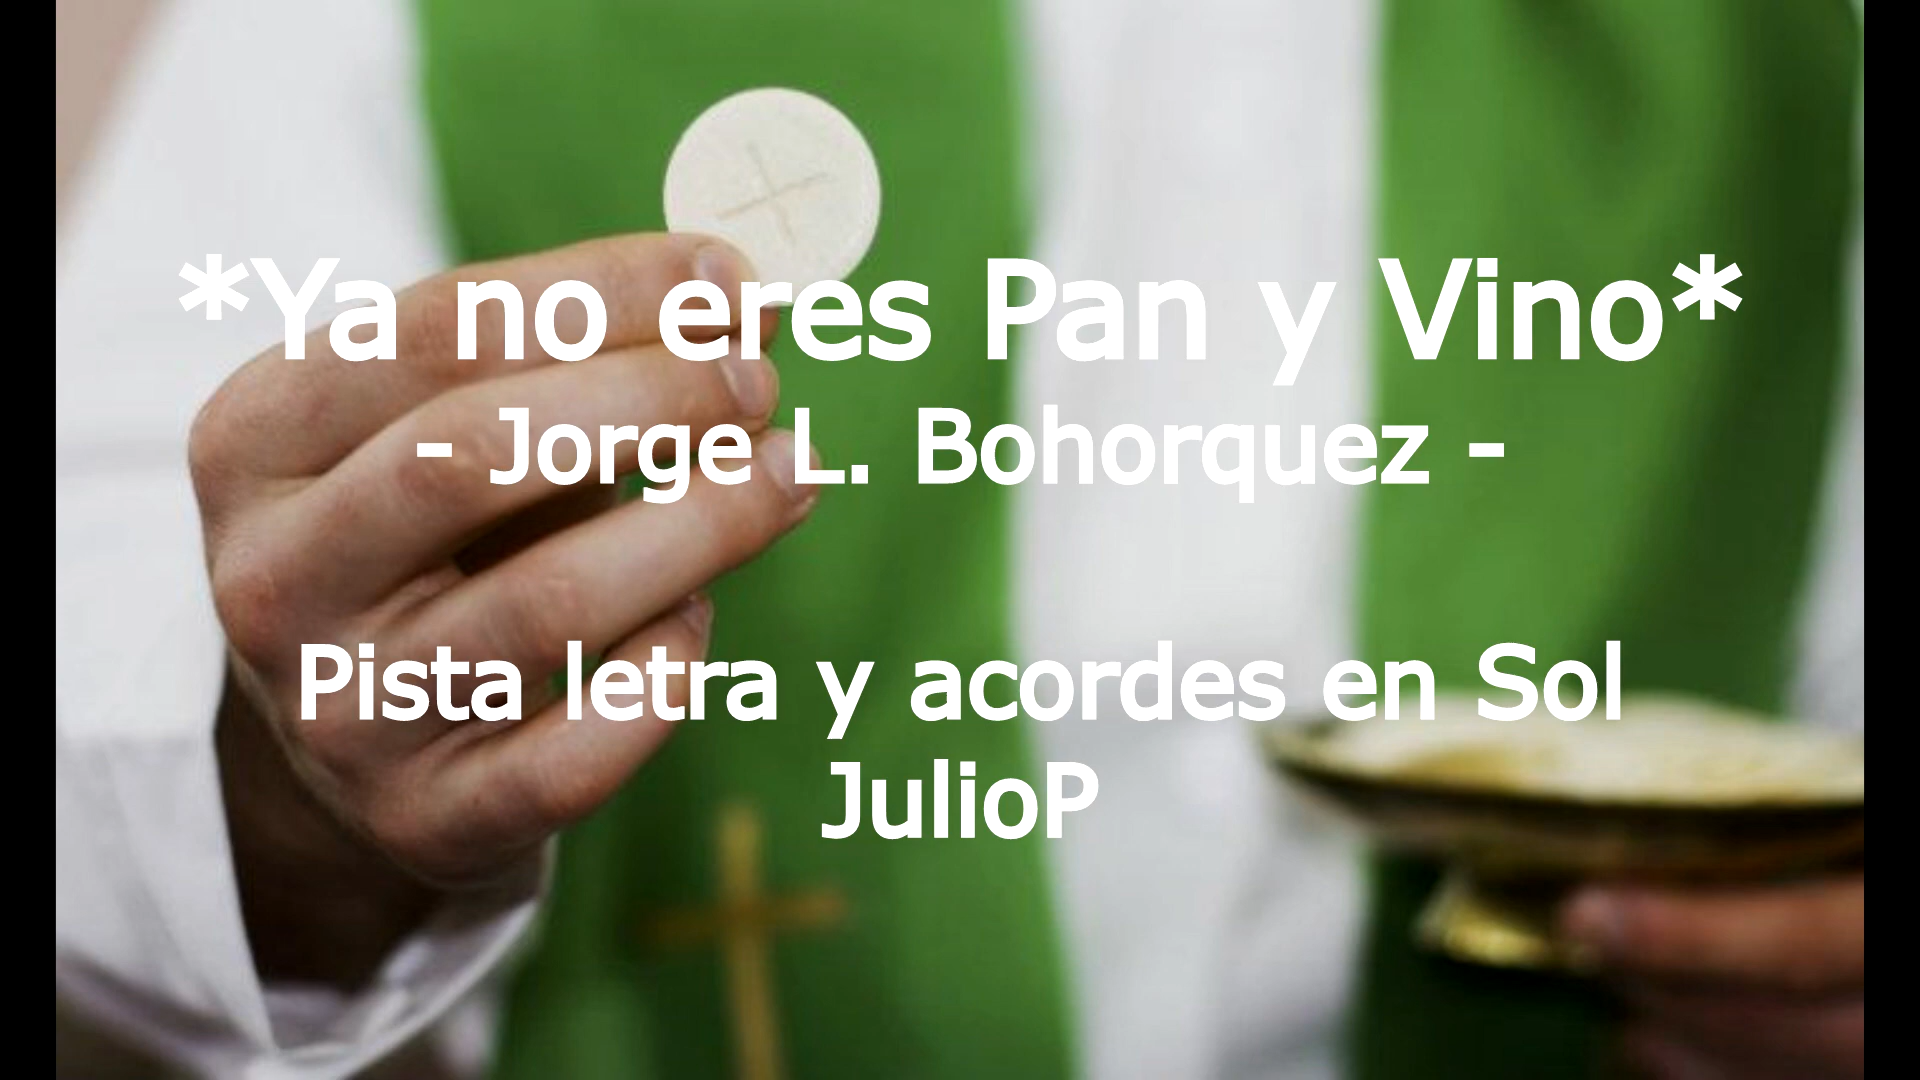 *Ya no eres Pan y Vino*
- Jorge L. Bohorquez -
Pista letra y acordes en Sol
JulioP